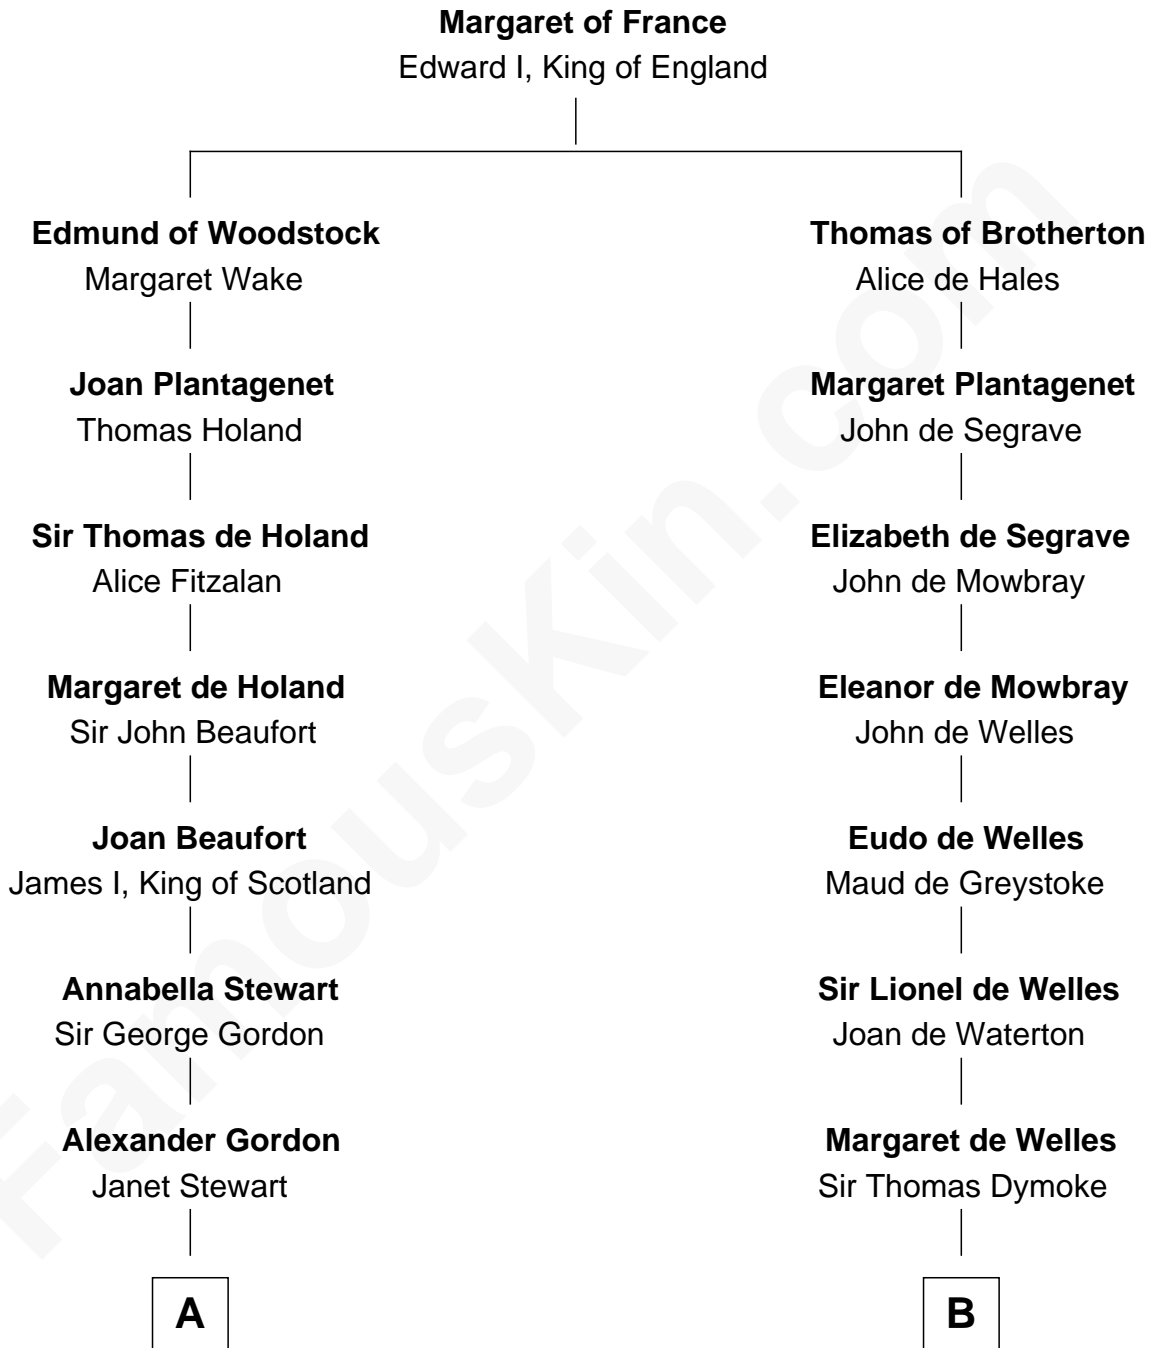 Margaret of France
Edward I, King of England
Edmund of Woodstock
Margaret Wake
Thomas of Brotherton
Alice de Hales
Joan Plantagenet
Thomas Holand
Margaret Plantagenet
John de Segrave
Sir Thomas de Holand
Alice Fitzalan
Elizabeth de Segrave
John de Mowbray
Margaret de Holand
Sir John Beaufort
Eleanor de Mowbray
John de Welles
Joan Beaufort
James I, King of Scotland
Eudo de Welles
Maud de Greystoke
Annabella Stewart
Sir George Gordon
Sir Lionel de Welles
Joan de Waterton
Alexander Gordon
Janet Stewart
Margaret de Welles
Sir Thomas Dymoke
A
B
FamousKin.com